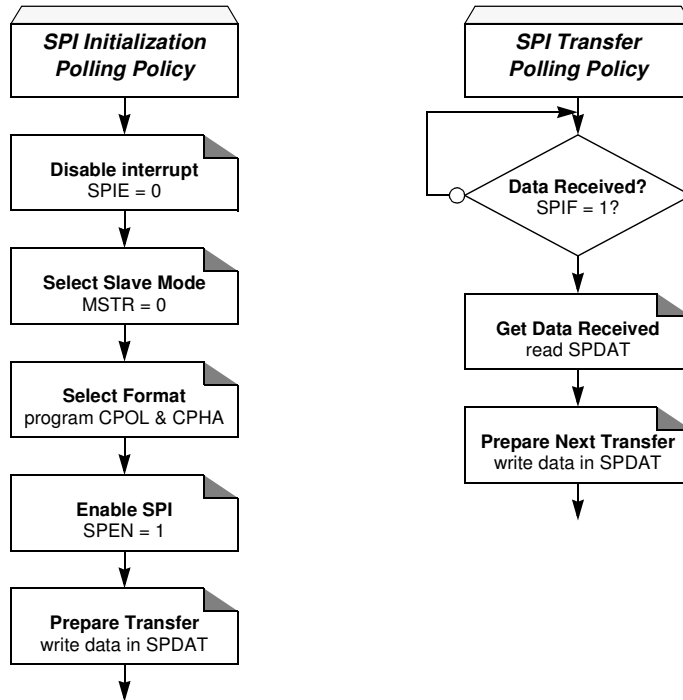 SPI Initialization
Polling Policy
Disable interrupt
SPIE = 0
Select Slave Mode
MSTR = 0
Select Format
program CPOL & CPHA
Enable SPI
SPEN = 1
Prepare Transfer
write data in SPDAT
SPI Transfer
Polling Policy
Data Received?
SPIF = 1?
Get Data Received
read SPDAT
Prepare Next Transfer
write data in SPDAT